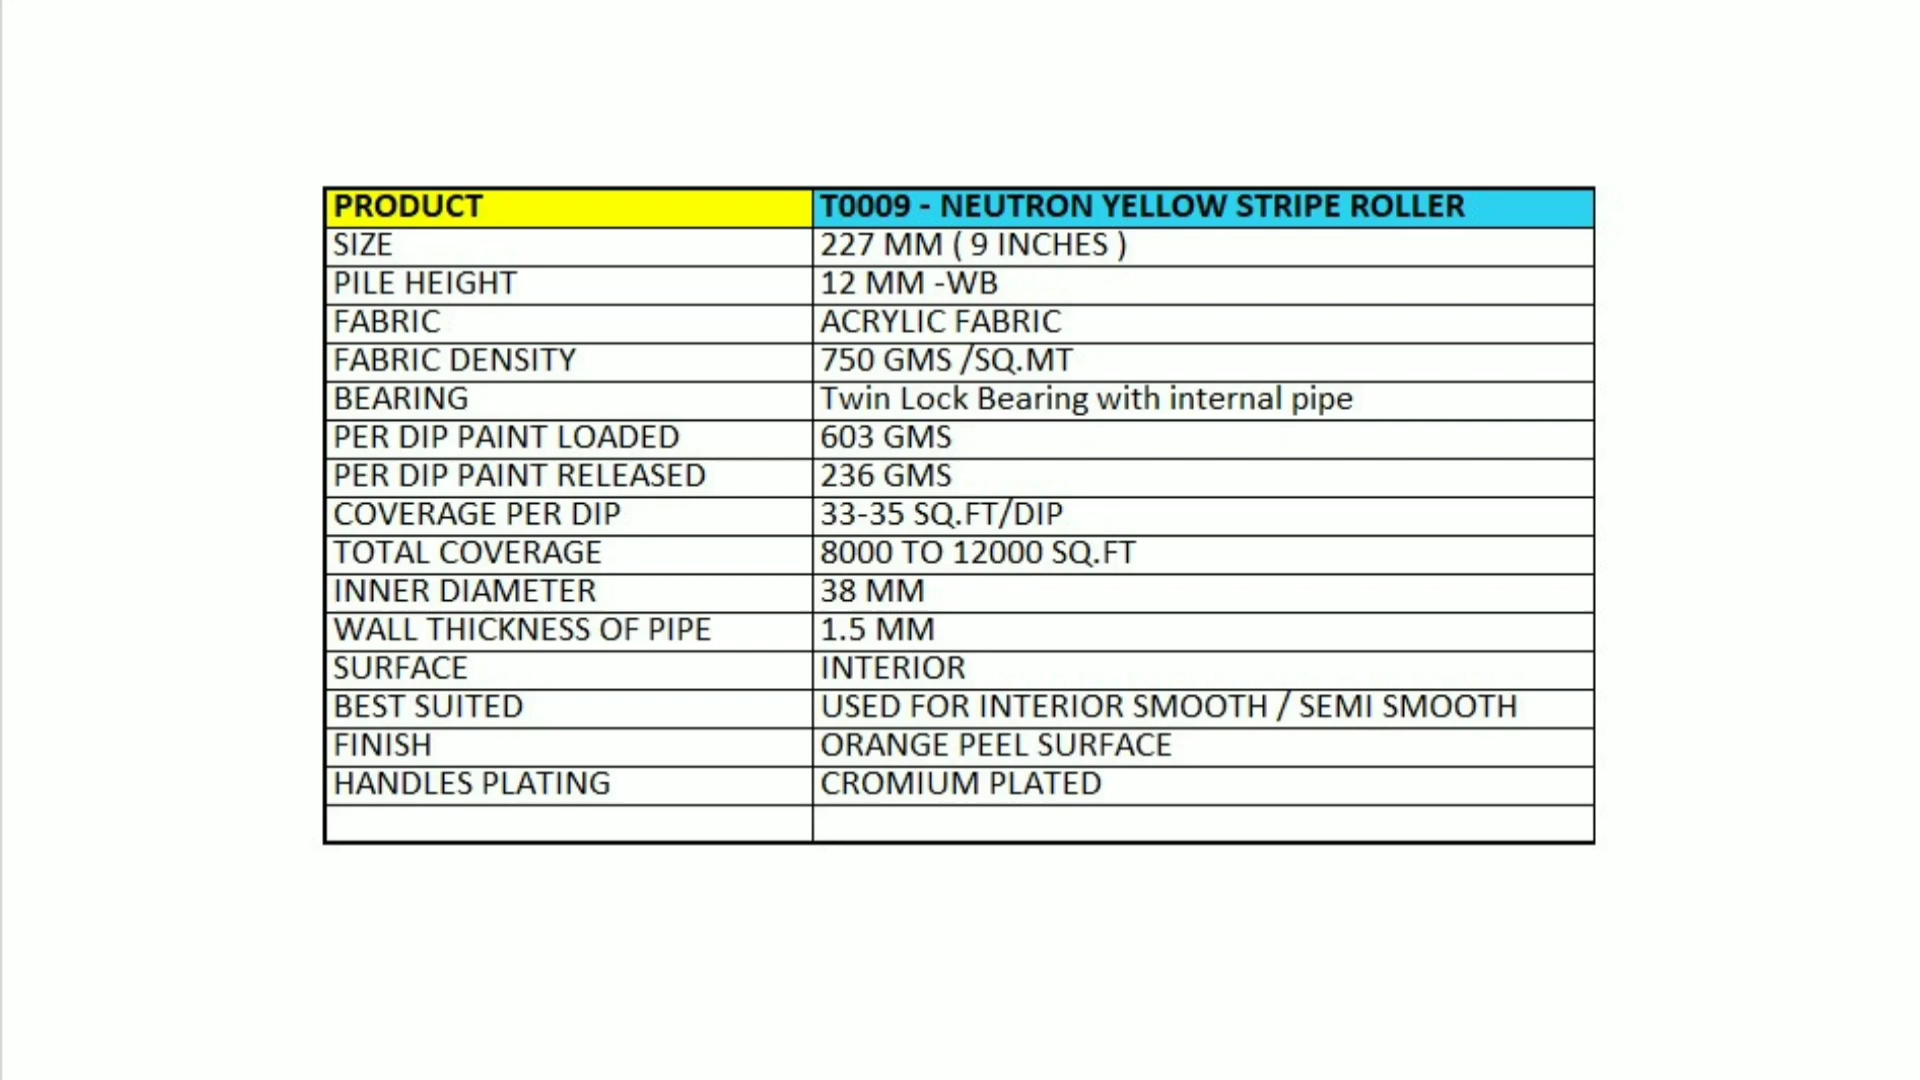 PRODUCT T0009 - NEUTRON YELLOW STRIPE ROLLER
SIZE 227 MM ( 9 INCHES )
PILE HEIGHT 12 MM -WB
FABRIC ACRYLIC FABRIC
FABRIC DENSITY 750 GMS /SQ.MT
BEARING Twin Lock Bearing with internal pipe
PER DIP PAINT LOADED 603 GMS
PER DIP PAINT RELEASED 236 GMS
COVERAGE PER DIP 33-35 SQ.FT/DIP
TOTAL COVERAGE 8000 TO 12000 SQ.FT
INNER DIAMETER 38 MM
WALL THICKNESS OF PIPE 1.5 MM
SURFACE INTERIOR
BEST SUITED USED FOR INTERIOR SMOOTH / SEMI SMOOTH
FINISH ORANGE PEEL SURFACE
HANDLES PLATING CROMIUM PLATED